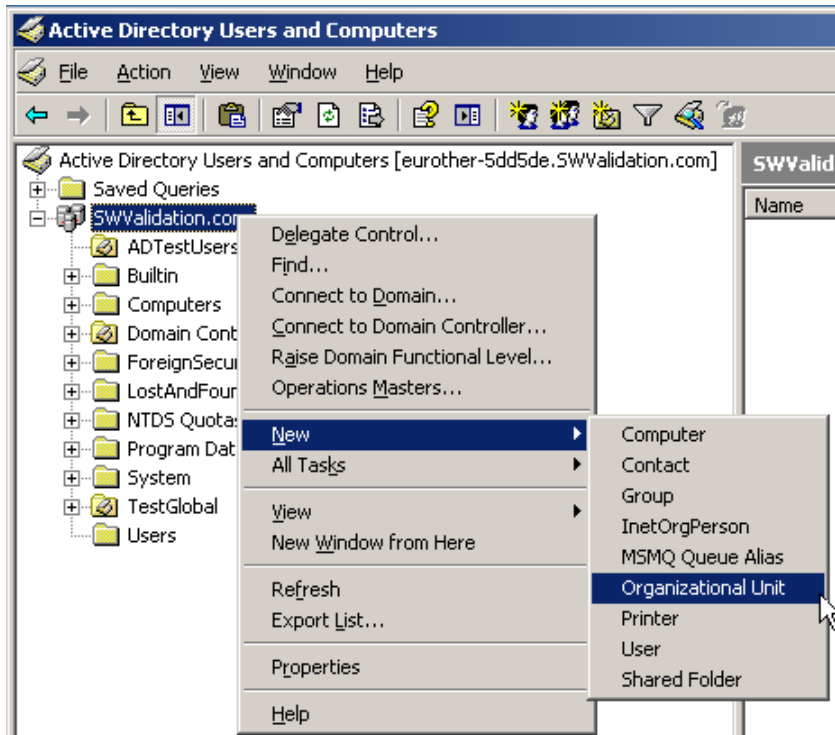 Active Directory Users and Computers
File Action View Window Help
Active Directory Users and Computers [eurother-5dd5de.SWValidation.com]
SWValid
Name
Saved Queries
SWValidation.com
ADTestUsers
Builtin
Computers
Domain Cont
ForeignSecur
LostAndFour
NTDS Quotas
Program Dat
System
TestGlobal
Users
Delegate Control...
Find...
Connect to Domain...
Connect to Domain Controller...
Raise Domain Functional Level...
Operations Masters...
New
All Tasks
View
New Window from Here
Refresh
Export List...
Properties
Help
Computer
Contact
Group
InetOrgPerson
MSMQ Queue Alias
Organizational Unit
Printer
User
Shared Folder